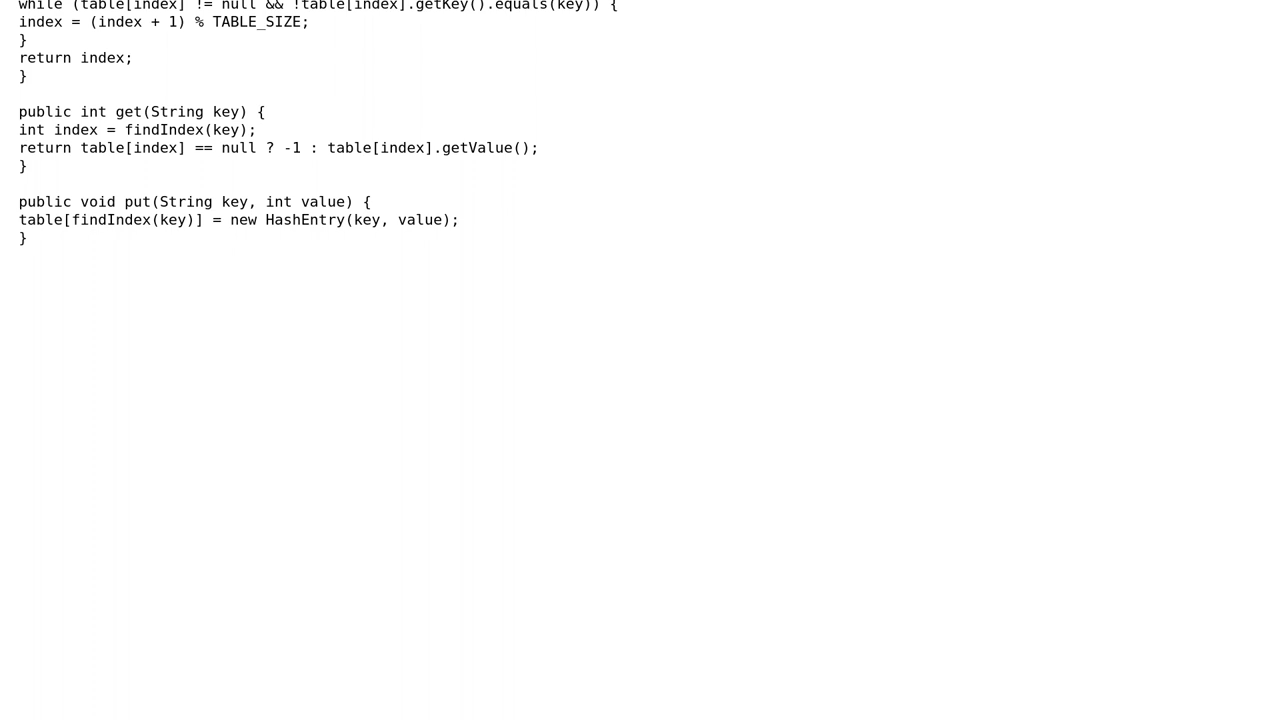 while (table[index] != null && !table[index].getKey().equals(key)) {
index = (index + 1) % TABLE_SIZE;
}
return index;
}

public int get(String key) {
int index = findIndex(key);
return table[index] == null ? -1 : table[index].getValue();
}

public void put(String key, int value) {
table[findIndex(key)] = new HashEntry(key, value);
}